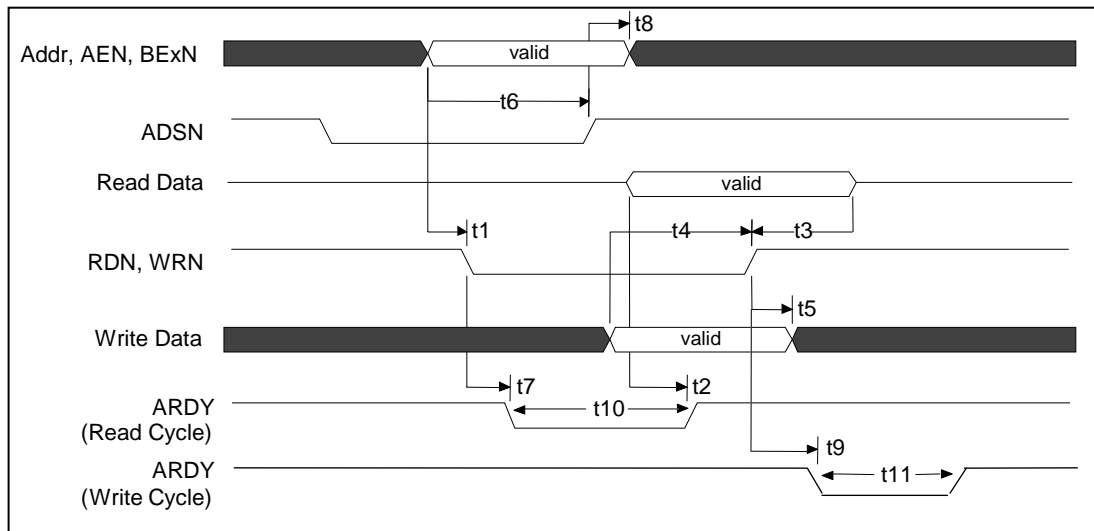 t8
Addr, AEN, BExN
valid
t6
ADSN
Read Data
valid
t1
t4
t3
RDN, WRN
t5
Write Data
valid
t7
t2
ARDY
(Read Cycle)
t10
t9
ARDY
(Write Cycle)
t11